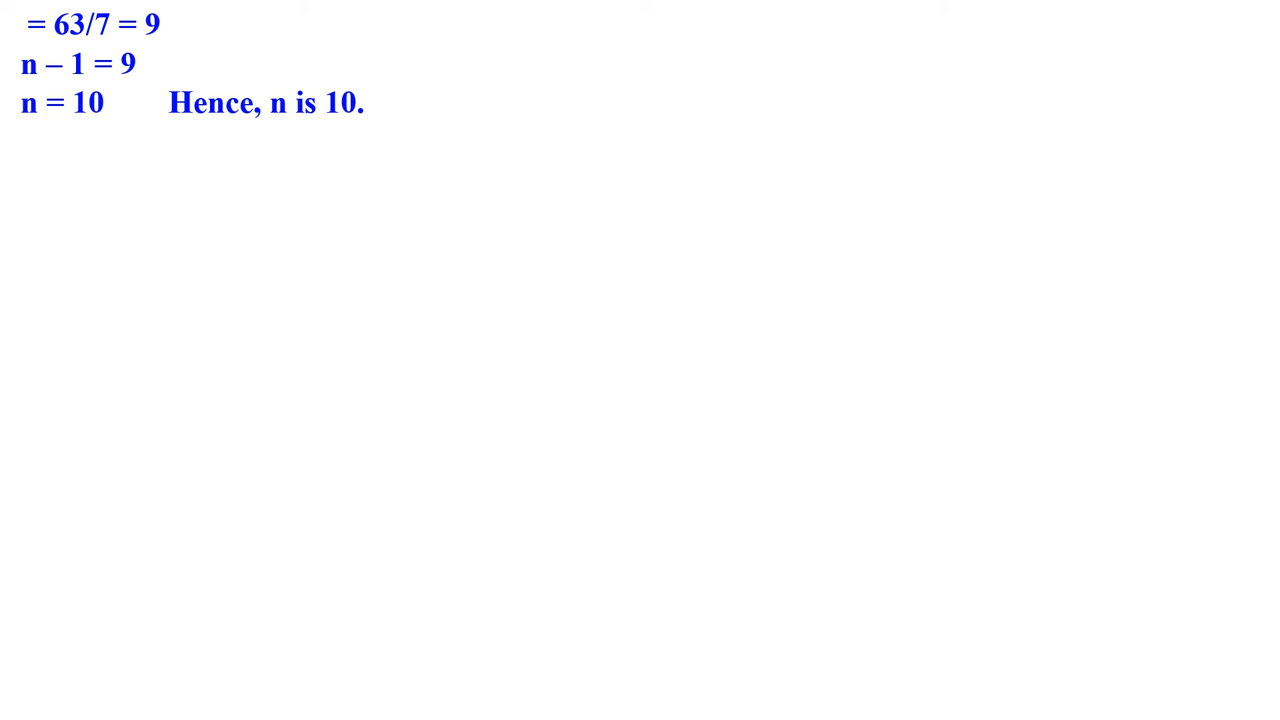 = 63/7 = 9
n – 1 = 9
n = 10 Hence, n is 10.